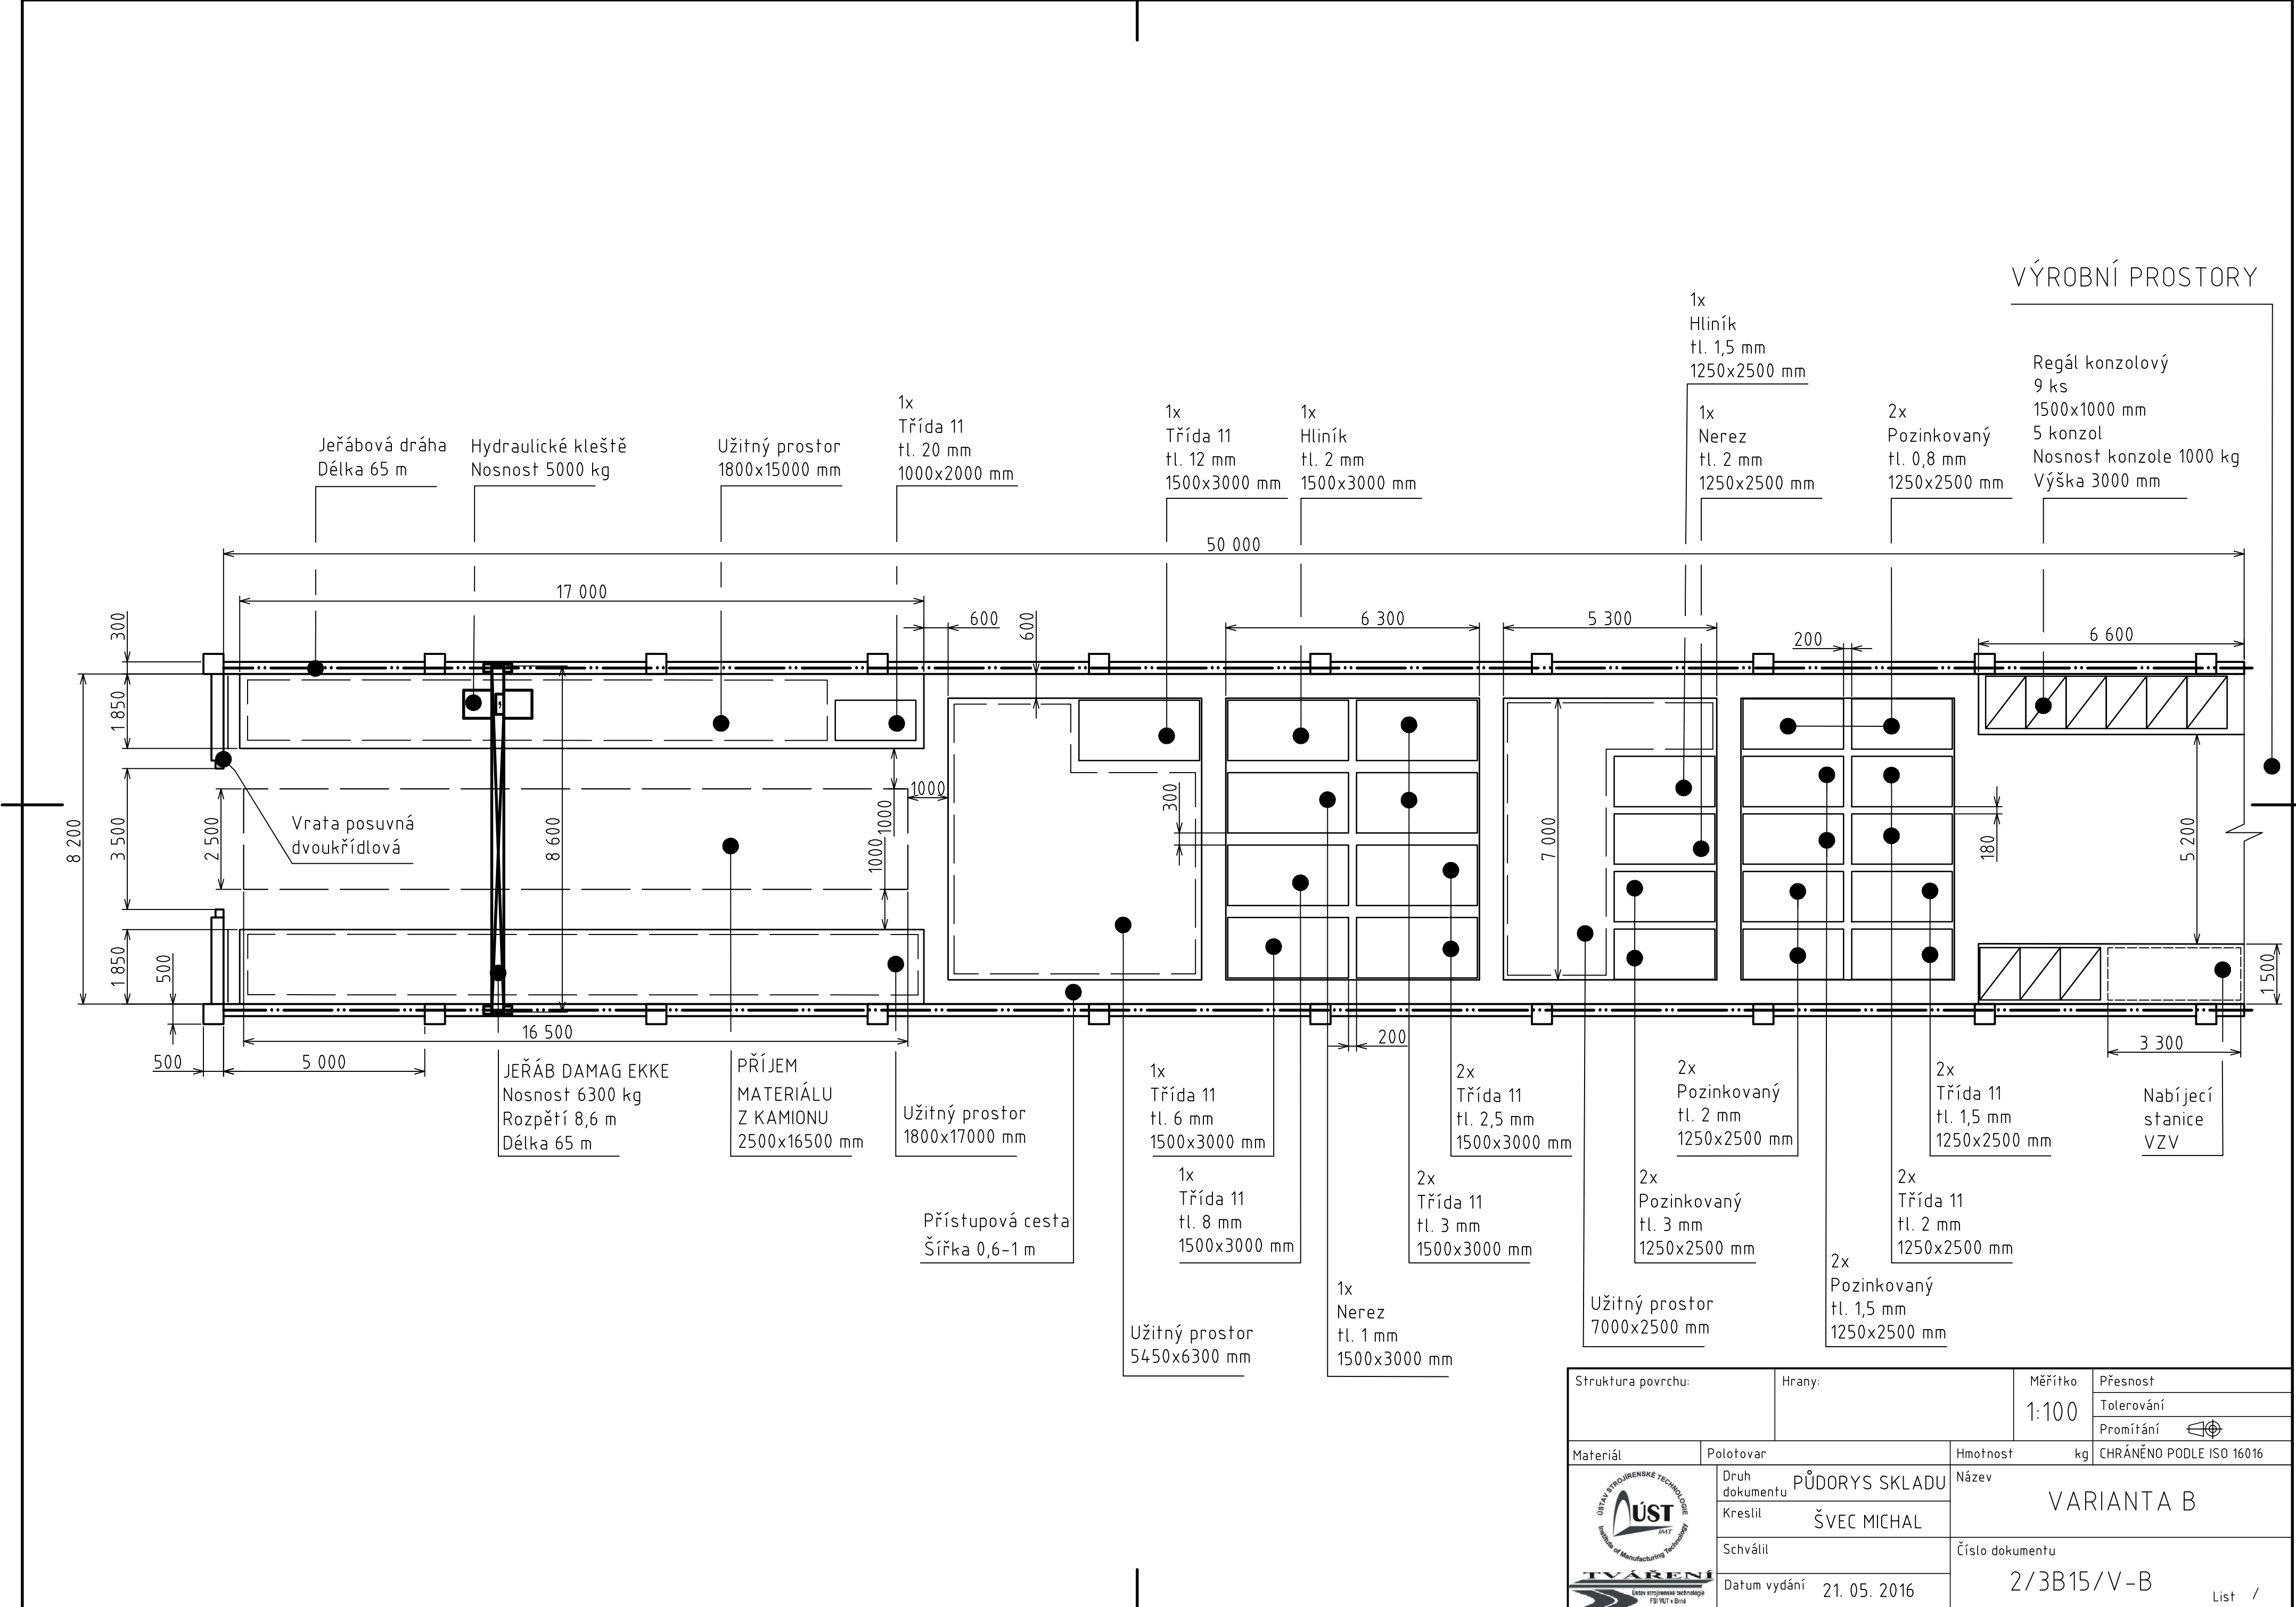 VÝROBNÍ PROSTORY
1x
Hliník
tl. 1,5 mm
1250x2500 mm
Regál konzolový
9 ks
1500x1000 mm
5 konzol
Nosnost konzole 1000 kg
Výška 3000 mm
Jeřábová dráha
Délka 65 m
Hydraulické kleště
Nosnost 5000 kg
Užitný prostor
1800x15000 mm
1x
Třída 11
tl. 20 mm
1000x2000 mm
1x
Třída 11
tl. 12 mm
1500x3000 mm
1x
Hliník
tl. 2 mm
1500x3000 mm
1x
Nerez
tl. 2 mm
1250x2500 mm
2x
Pozinkovaný
tl. 0,8 mm
1250x2500 mm
50 000
17 000
600
600
6 300
5 300
200
6 600
300
1 850
8 200
3 500
2 500
1 850
500
Vrata posuvná
dvoukřídlová
8 600
1000
1000
1000
300
7 000
180
5 200
1 500
16 500
500
5 000
200
3 300
JEŘÁB DAMAG EKKE
Nosnost 6300 kg
Rozpětí 8,6 m
Délka 65 m
PŘÍJEM
MATERIÁLU
Z KAMIONU
2500x16500 mm
Užitný prostor
1800x17000 mm
Přístupová cesta
Šířka 0,6-1 m
1x
Třída 11
tl. 6 mm
1500x3000 mm
1x
Třída 11
tl. 8 mm
1500x3000 mm
Užitný prostor
5450x6300 mm
1x
Nerez
tl. 1 mm
1500x3000 mm
2x
Třída 11
tl. 2,5 mm
1500x3000 mm
2x
Třída 11
tl. 3 mm
1500x3000 mm
Užitný prostor
7000x2500 mm
2x
Pozinkovaný
tl. 2 mm
1250x2500 mm
2x
Pozinkovaný
tl. 3 mm
1250x2500 mm
2x
Pozinkovaný
tl. 1,5 mm
1250x2500 mm
2x
Třída 11
tl. 1,5 mm
1250x2500 mm
2x
Třída 11
tl. 2 mm
1250x2500 mm
Nabíjecí
stanice
VZV
Struktura povrchu:
Hrany:
Měřítko
1:100
Přesnost
Tolerování
Promítání
Materiál
Polotovar
Hmotnost kg
CHRÁNĚNO PODLE ISO 16016
ÚSTAV STROJÍRENSKÉ TECHNOLOGIE
ÚST
IMT
Institute of Manufacturing Technology
TVÁŘENÍ
Ústav strojírenské technologie
FSI VUT v Brně
Druh
dokumentu PŮDORYS SKLADU
Kreslil ŠVEC MICHAL
Schválil
Datum vydání 21. 05. 2016
Název
VARIANTA B
Číslo dokumentu
2/3B15/V-B
List /